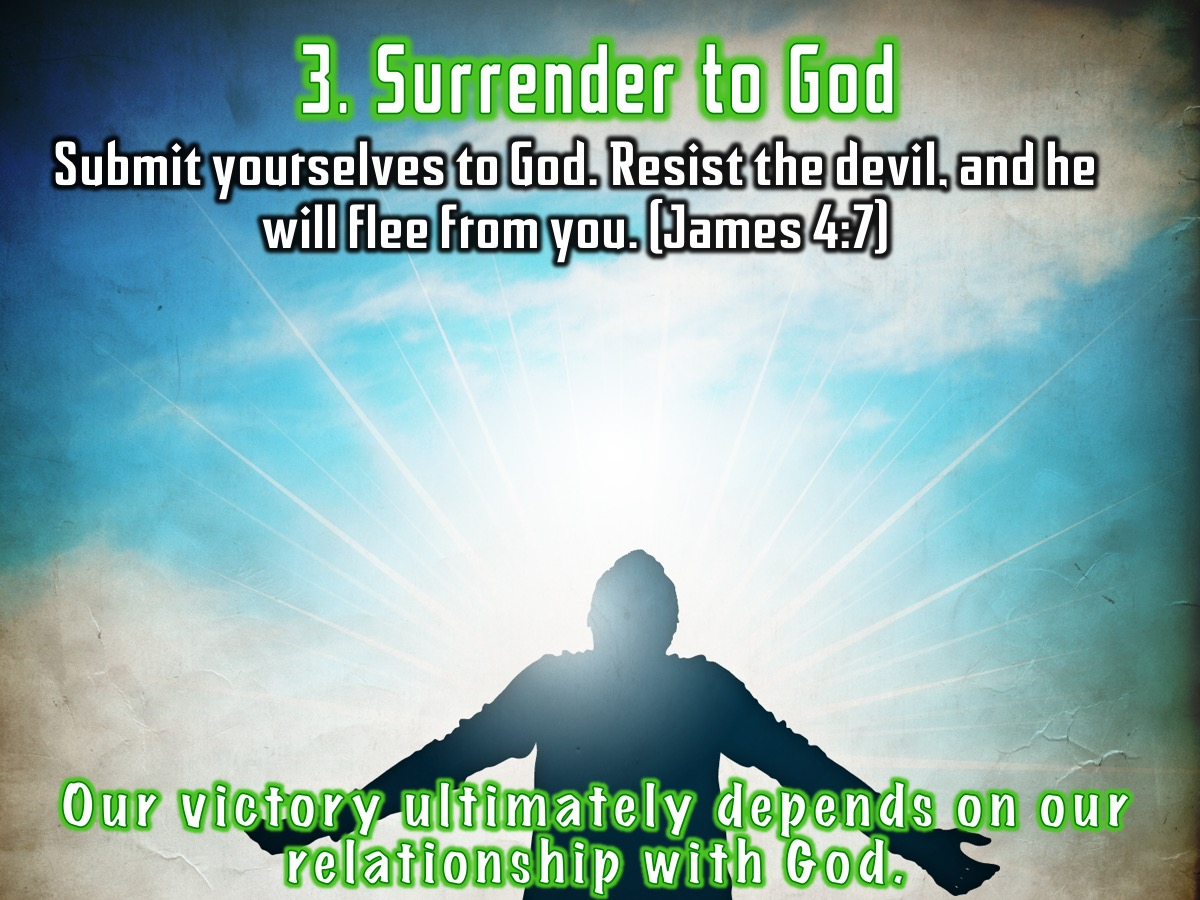 3. Surrender to God
Submit yourselves to God. Resist the devil, and he
will flee from you. (James 4:7)
Our victory ultimately depends on our
relationship with God.